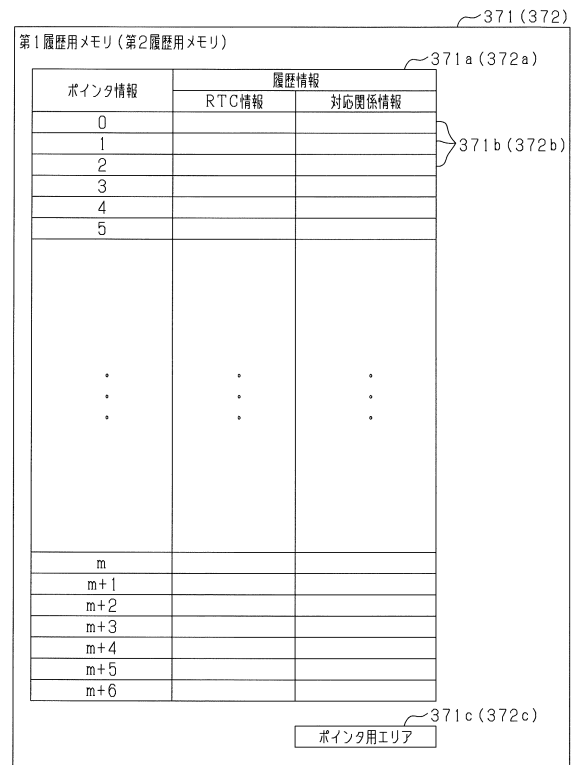 371(372)
第1履歴用メモリ(第2履歴用メモリ)
371a(372a)
ポインタ情報
履歴情報
RTC情報 対応関係情報
0
1
371b(372b)
2
3
4
5
m
m+1
m+2
m+3
m+4
m+5
m+6
371c(372c)
ポインタ用エリア